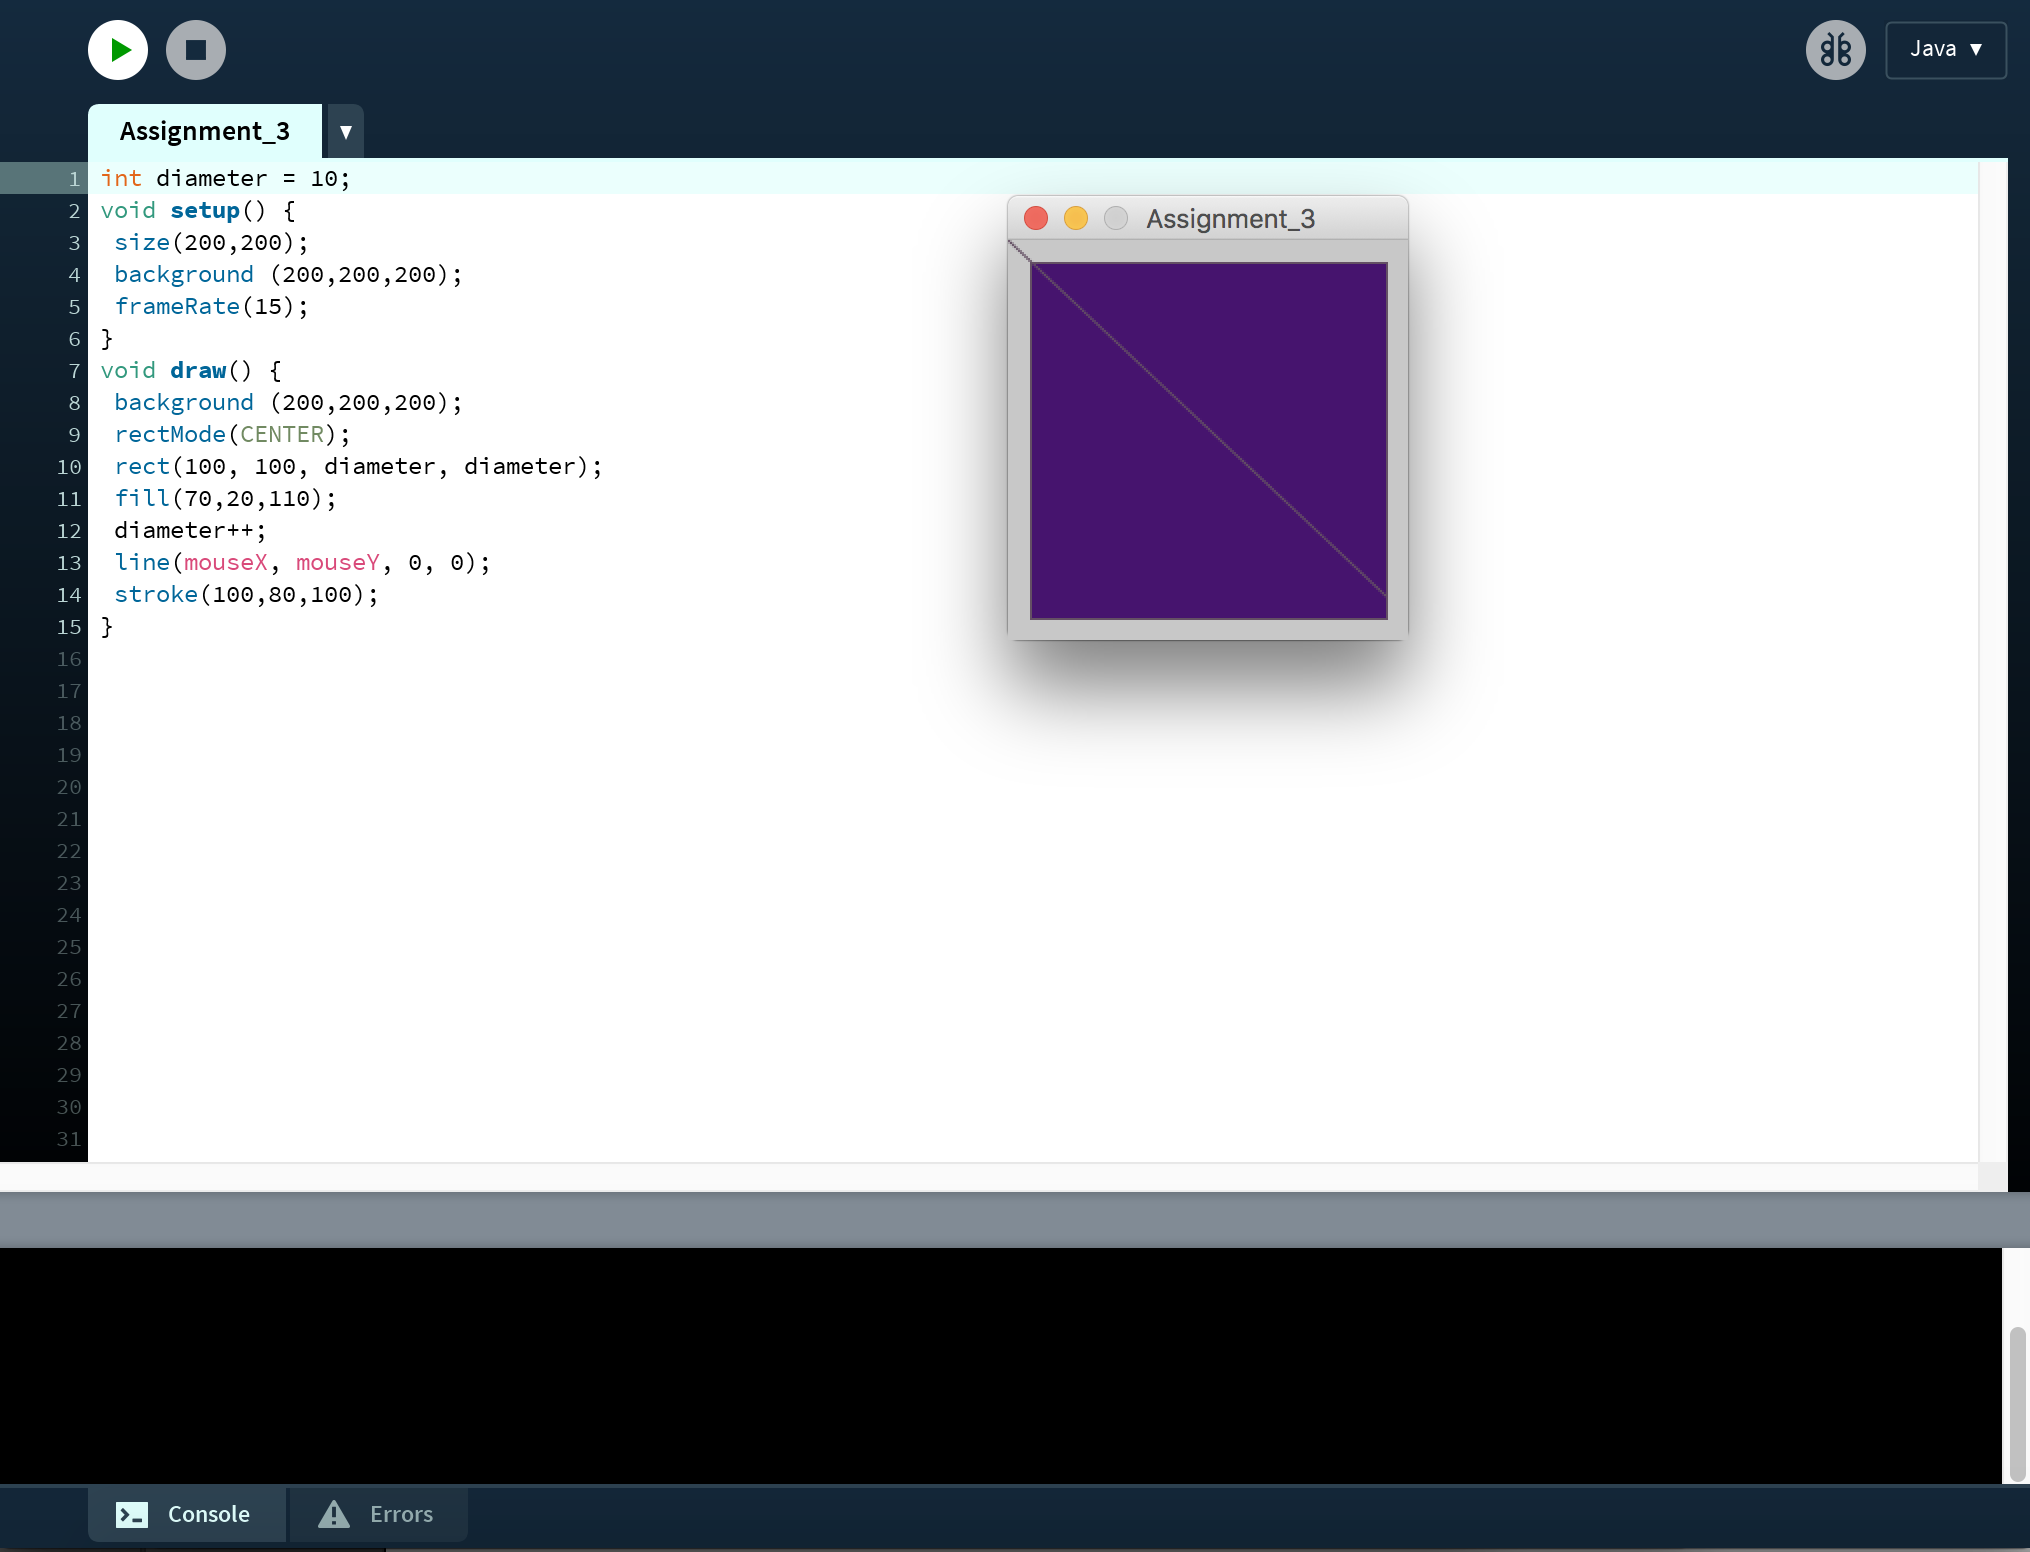 Java ▼
Assignment_3 ▼
1 int diameter = 10;
2 void setup() {
3  size(200,200);
4  background (200,200,200);
5  frameRate(15);
6 }
7 void draw() {
8  background (200,200,200);
9  rectMode(CENTER);
10  rect(100, 100, diameter, diameter);
11  fill(70,20,110);
12  diameter++;
13  line(mouseX, mouseY, 0, 0);
14  stroke(100,80,100);
15 }
16
17
18
19
20
21
22
23
24
25
26
27
28
29
30
31
Assignment_3
Console
Errors